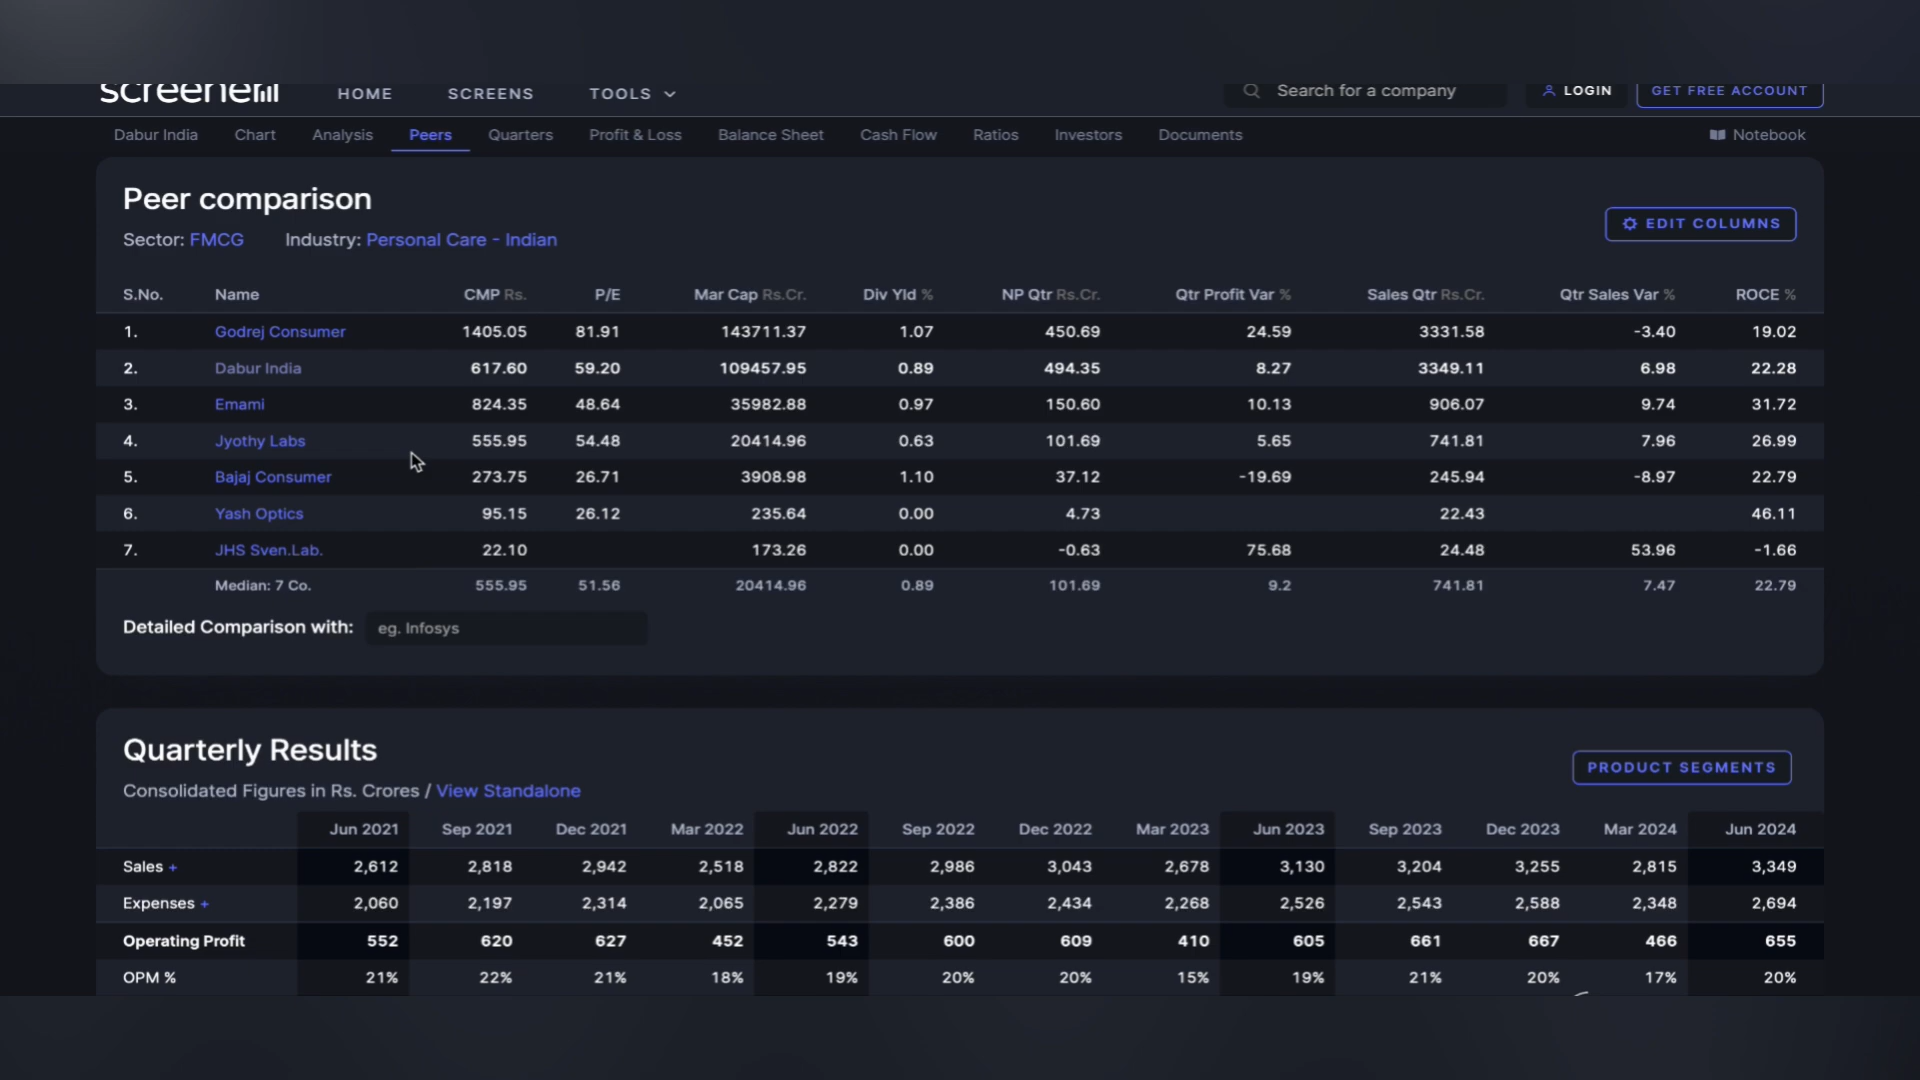 screener
HOME SCREENS TOOLS Search for a company LOGIN GET FREE ACCOUNT
Dabur India Chart Analysis Peers Quarters Profit & Loss Balance Sheet Cash Flow Ratios Investors Documents Notebook
Peer comparison
EDIT COLUMNS
Sector: FMCG Industry: Personal Care - Indian
S.No. Name CMP Rs. P/E Mar Cap Rs.Cr. Div Yld % NP Qtr Rs.Cr. Qtr Profit Var % Sales Qtr Rs.Cr. Qtr Sales Var % ROCE %
1. Godrej Consumer 1405.05 81.91 143711.37 1.07 450.69 24.59 3331.58 -3.40 19.02
2. Dabur India 617.60 59.20 109457.95 0.89 494.35 8.27 3349.11 6.98 22.28
3. Emami 824.35 48.64 35982.88 0.97 150.60 10.13 906.07 9.74 31.72
4. Jyothy Labs 555.95 54.48 20414.96 0.63 101.69 5.65 741.81 7.96 26.99
5. Bajaj Consumer 273.75 26.71 3908.98 1.10 37.12 -19.69 245.94 -8.97 22.79
6. Yash Optics 95.15 26.12 235.64 0.00 4.73 22.43 46.11
7. JHS Sven.Lab. 22.10 173.26 0.00 -0.63 75.68 24.48 53.96 -1.66
Median: 7 Co. 555.95 51.56 20414.96 0.89 101.69 9.2 741.81 7.47 22.79
Detailed Comparison with: eg. Infosys
Quarterly Results
PRODUCT SEGMENTS
Consolidated Figures in Rs. Crores / View Standalone
Jun 2021 Sep 2021 Dec 2021 Mar 2022 Jun 2022 Sep 2022 Dec 2022 Mar 2023 Jun 2023 Sep 2023 Dec 2023 Mar 2024 Jun 2024
Sales + 2,612 2,818 2,942 2,518 2,822 2,986 3,043 2,678 3,130 3,204 3,255 2,815 3,349
Expenses + 2,060 2,197 2,314 2,065 2,279 2,386 2,434 2,268 2,526 2,543 2,588 2,348 2,694
Operating Profit 552 620 627 452 543 600 609 410 605 661 667 466 655
OPM % 21% 22% 21% 18% 19% 20% 20% 15% 19% 21% 20% 17% 20%